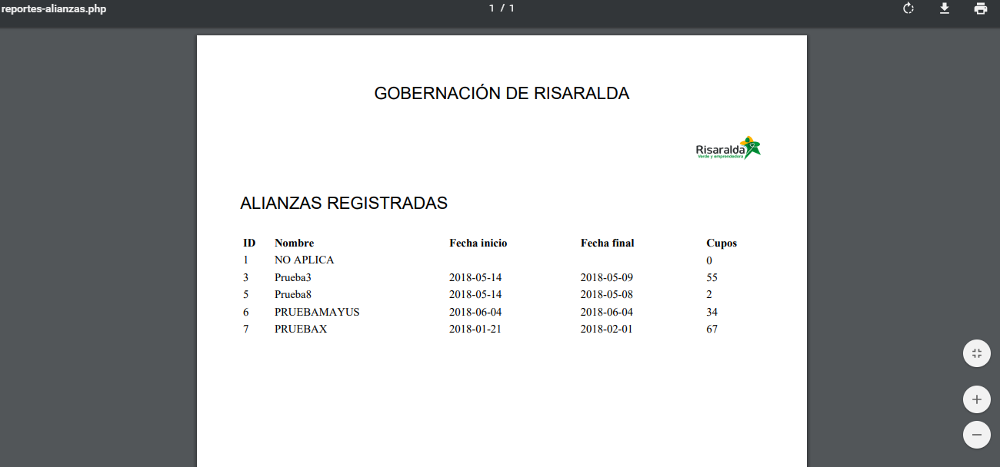 reportes-alianzas.php 1 / 1
GOBERNACIÓN DE RISARALDA
Risaralda
Verde y emprendedora
ALIANZAS REGISTRADAS
ID Nombre Fecha inicio Fecha final Cupos
1 NO APLICA 0
3 Prueba3 2018-05-14 2018-05-09 55
5 Prueba8 2018-05-14 2018-05-08 2
6 PRUEBAMAYUS 2018-06-04 2018-06-04 34
7 PRUEBAX 2018-01-21 2018-02-01 67